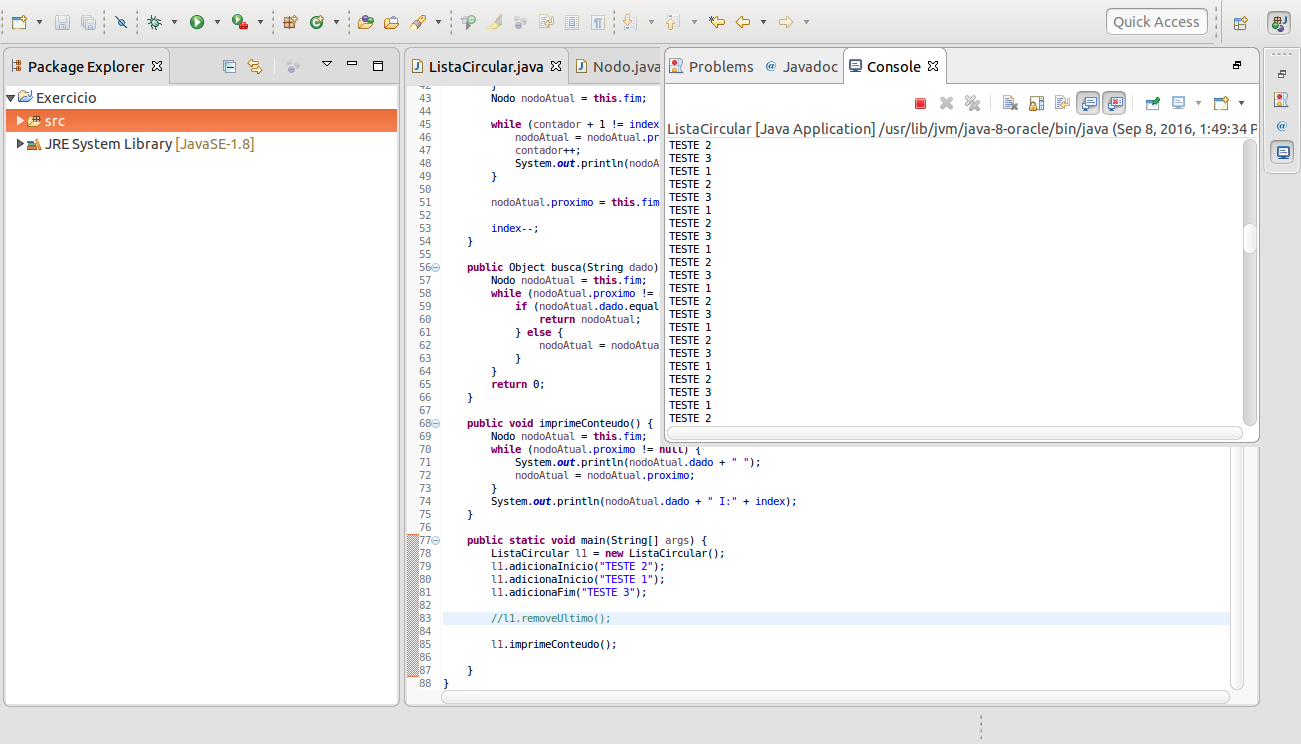 Quick Access
Package Explorer
Exercicio
src
JRE System Library [JavaSE-1.8]
ListaCircular.java
Nodo.java
43 Nodo nodoAtual = this.fim;
44
45 while (contador + 1 != index
46 nodoAtual = nodoAtual.pr
47 contador++;
48 System.out.println(nodoA
49 }
50
51 nodoAtual.proximo = this.fim
52
53 index--;
54 }
55
56 public Object busca(String dado)
57 Nodo nodoAtual = this.fim;
58 while (nodoAtual.proximo !=
59 if (nodoAtual.dado.equal
60 return nodoAtual;
61 } else {
62 nodoAtual = nodoAtua
63 }
64 }
65 return 0;
66 }
67
68 public void imprimeConteudo() {
69 Nodo nodoAtual = this.fim;
70 while (nodoAtual.proximo != null) {
71 System.out.println(nodoAtual.dado + " ");
72 nodoAtual = nodoAtual.proximo;
73 }
74 System.out.println(nodoAtual.dado + " I:" + index);
75 }
76
77 public static void main(String[] args) {
78 ListaCircular l1 = new ListaCircular();
79 l1.adicionaInicio("TESTE 2");
80 l1.adicionaInicio("TESTE 1");
81 l1.adicionaFim("TESTE 3");
82
83 //l1.removeUltimo();
84
85 l1.imprimeConteudo();
86
87 }
88 }
Problems
Javadoc
Console
ListaCircular [Java Application] /usr/lib/jvm/java-8-oracle/bin/java (Sep 8, 2016, 1:49:34 P
TESTE 2
TESTE 3
TESTE 1
TESTE 2
TESTE 3
TESTE 1
TESTE 2
TESTE 3
TESTE 1
TESTE 2
TESTE 3
TESTE 1
TESTE 2
TESTE 3
TESTE 1
TESTE 2
TESTE 3
TESTE 1
TESTE 2
TESTE 3
TESTE 1
TESTE 2